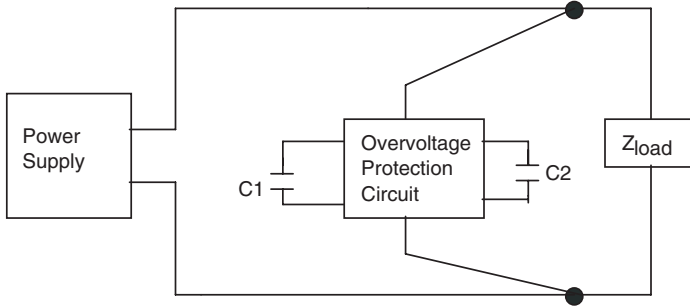 Power
Supply
Overvoltage
Protection
Circuit
C1
C2
Zload